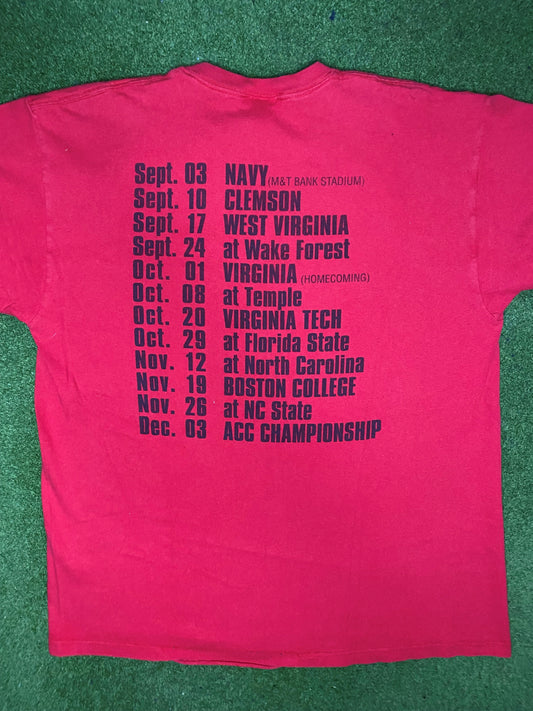 Sept. 03 NAVY (M&T BANK STADIUM)
Sept. 10 CLEMSON
Sept. 17 WEST VIRGINIA
Sept. 24 at Wake Forest
Oct. 01 VIRGINIA (HOMECOMING)
Oct. 08 at Temple
Oct. 20 VIRGINIA TECH
Oct. 29 at Florida State
Nov. 12 at North Carolina
Nov. 19 BOSTON COLLEGE
Nov. 26 at NC State
Dec. 03 ACC CHAMPIONSHIP